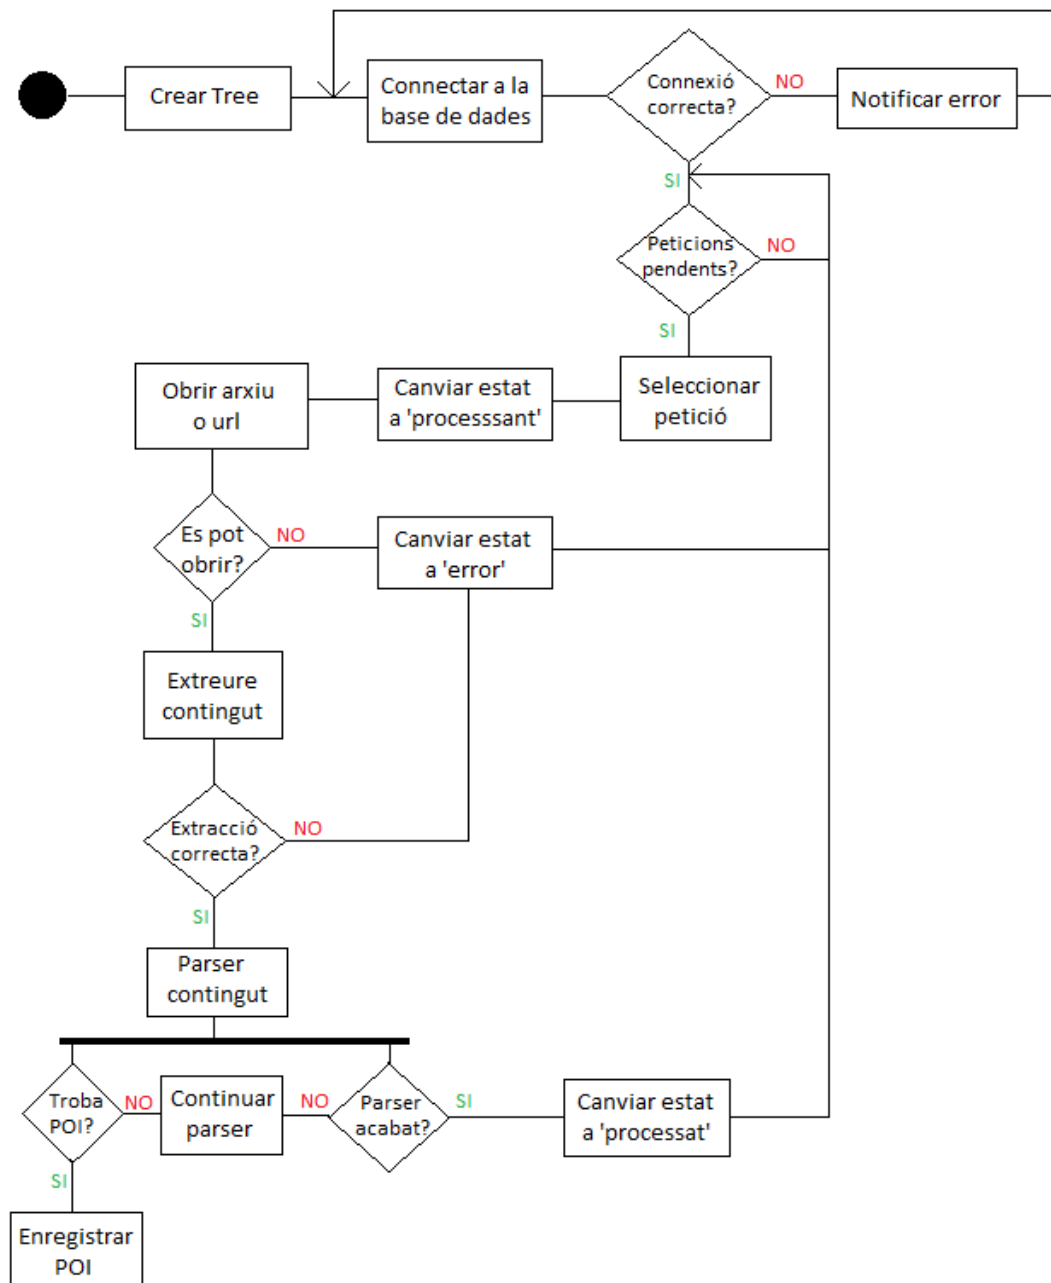 Crear Tree
Connectar a la
base de dades
Connexió
correcta?
NO
Notificar error
SI
Peticions
pendents?
NO
SI
Obrir arxiu
o url
Canviar estat
a 'processsant'
Seleccionar
petició
Es pot
obrir?
NO
Canviar estat
a 'error'
SI
Extreure
contingut
Extracció
correcta?
NO
SI
Parser
contingut
Troba
POI?
NO
Continuar
parser
NO
Parser
acabat?
SI
Canviar estat
a 'processat'
SI
Enregistrar
POI